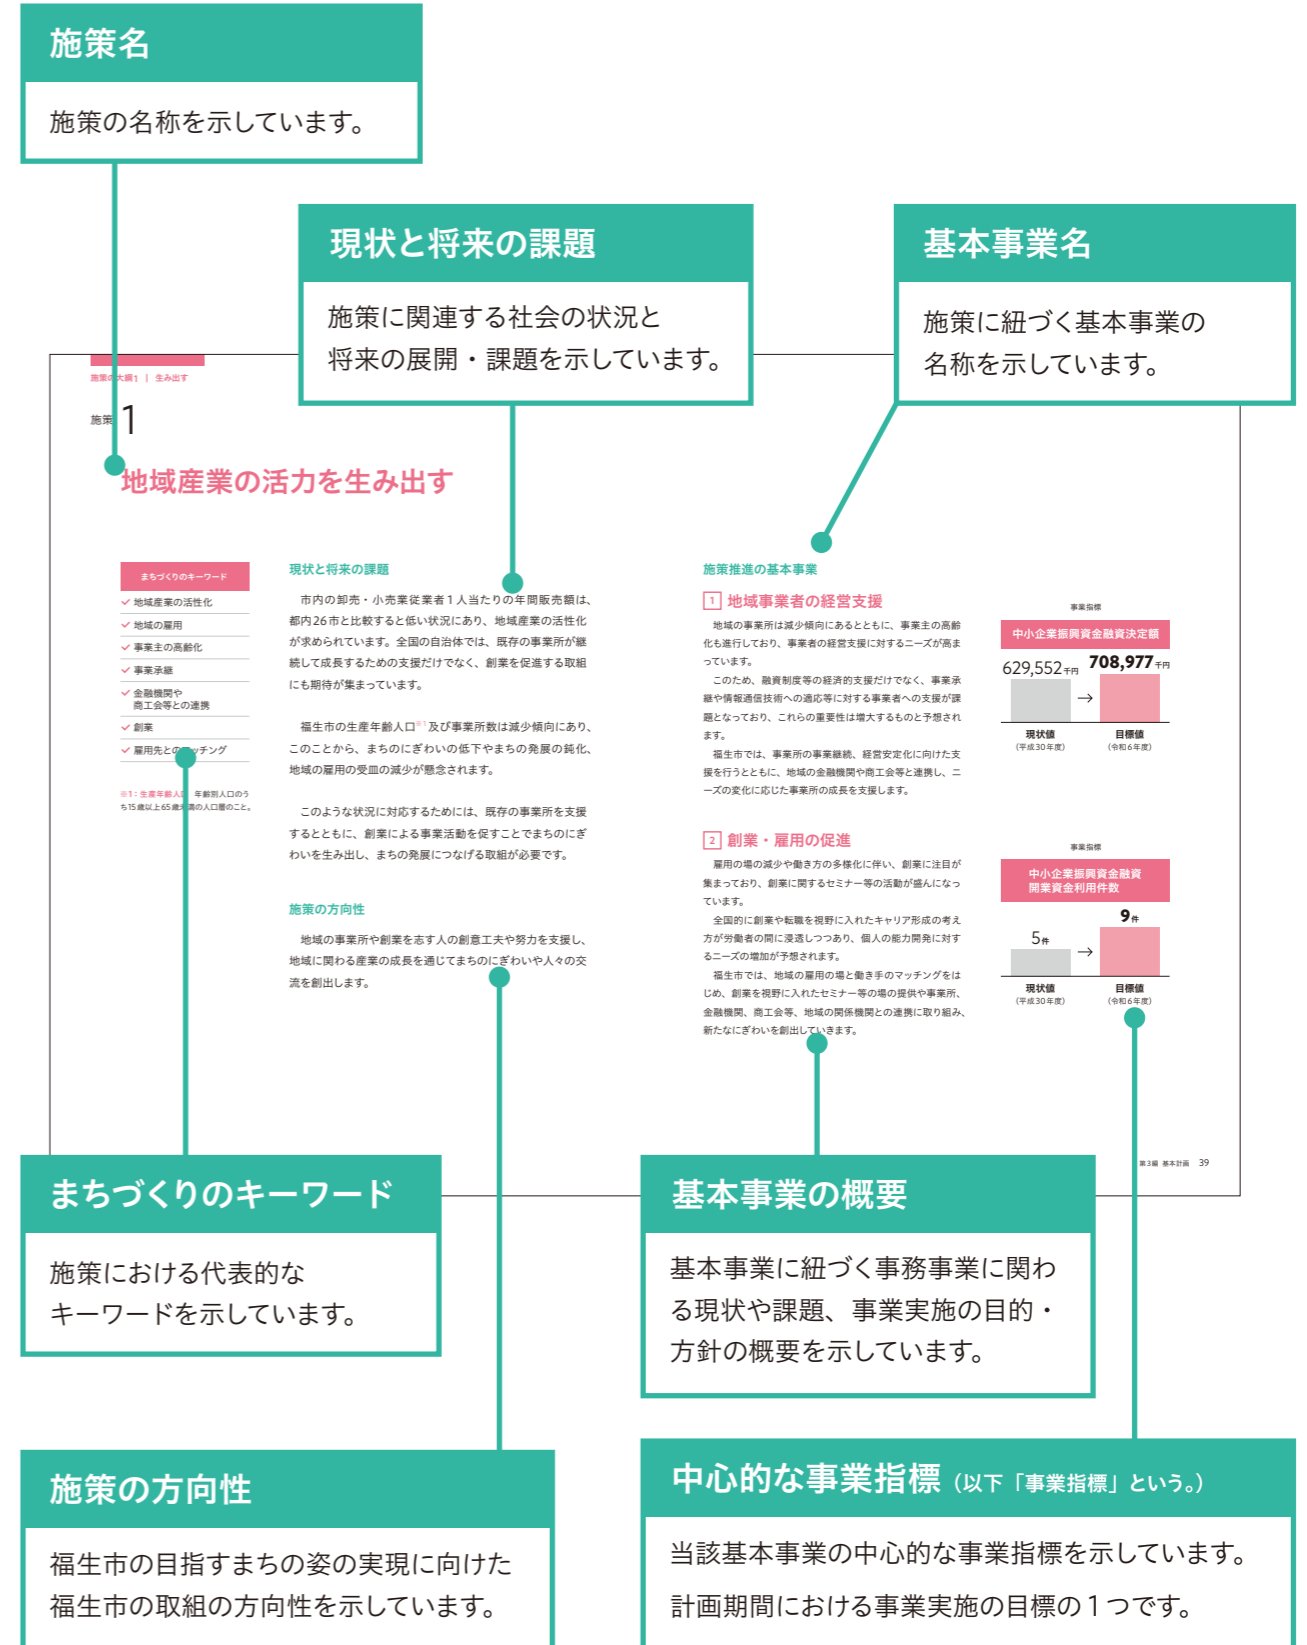 施策名
施策の名称を示しています。
現状と将来の課題
施策に関連する社会の状況と
将来の展開・課題を示しています。
基本事業名
施策に紐づく基本事業の
名称を示しています。
施策の大綱1 | 生み出す
施策 1
地域産業の活力を生み出す
まちづくりのキーワード
地域産業の活性化
地域の雇用
事業主の高齢化
事業承継
金融機関や
商工会等との連携
創業
雇用先とのマッチング
※1：生産年齢人口 年齢別人口のう
ち15歳以上65歳未満の人口層のこと。
現状と将来の課題
市内の卸売・小売業従業者1人当たりの年間販売額は、
都内26市と比較すると低い状況にあり、地域産業の活性化
が求められています。全国の自治体では、既存の事業所が継
続して成長するための支援だけでなく、創業を促進する取組
にも期待が集まっています。
福生市の生産年齢人口※1及び事業所数は減少傾向にあり、
このことから、まちのにぎわいの低下やまちの発展の鈍化、
地域の雇用の受皿の減少が懸念されます。
このような状況に対応するためには、既存の事業所を支援
するとともに、創業による事業活動を促すことでまちのにぎ
わいを生み出し、まちの発展につなげる取組が必要です。
施策の方向性
地域の事業所や創業を志す人の創意工夫や努力を支援し、
地域に関わる産業の成長を通じてまちのにぎわいや人々の交
流を創出します。
施策推進の基本事業
1 地域事業者の経営支援
地域の事業所は減少傾向にあるとともに、事業主の高齢
化も進行しており、事業者の経営支援に対するニーズが高ま
っています。
このため、融資制度等の経済的支援だけでなく、事業承
継や情報通信技術への適応等に対する事業者への支援が課
題となっており、これらの重要性は増大するものと予想され
ます。
福生市では、事業所の事業継続、経営安定化に向けた支
援を行うとともに、地域の金融機関や商工会等と連携し、ニ
ーズの変化に応じた事業所の成長を支援します。
事業指標
中小企業振興資金融資決定額
629,552千円 → 708,977千円
現状値 目標値
（平成30年度） （令和6年度）
2 創業・雇用の促進
雇用の場の減少や働き方の多様化に伴い、創業に注目が
集まっており、創業に関するセミナー等の活動が盛んになっ
ています。
全国的に創業や転職を視野に入れたキャリア形成の考え
方が労働者の間に浸透しつつあり、個人の能力開発に対す
るニーズの増加が予想されます。
福生市では、地域の雇用の場と働き手のマッチングをは
じめ、創業を視野に入れたセミナー等の場の提供や事業所、
金融機関、商工会等、地域の関係機関との連携に取り組み、
新たなにぎわいを創出していきます。
事業指標
中小企業振興資金融資
開業資金利用件数
5件 → 9件
現状値 目標値
（平成30年度） （令和6年度）
第3編 基本計画 39
まちづくりのキーワード
施策における代表的な
キーワードを示しています。
基本事業の概要
基本事業に紐づく事務事業に関わ
る現状や課題、事業実施の目的・
方針の概要を示しています。
施策の方向性
福生市の目指すまちの姿の実現に向けた
福生市の取組の方向性を示しています。
中心的な事業指標（以下「事業指標」という。）
当該基本事業の中心的な事業指標を示しています。
計画期間における事業実施の目標の1つです。